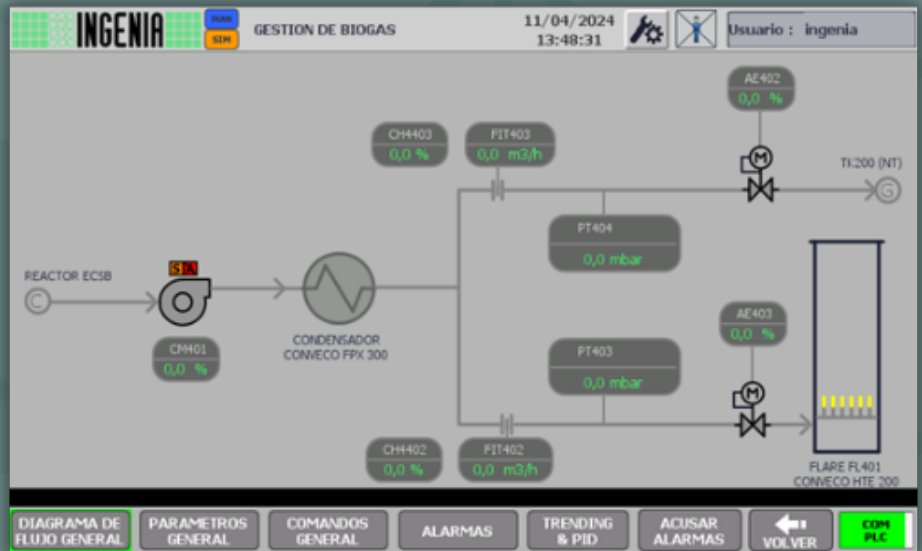 INGENIA
MAN
SIM
GESTION DE BIOGAS
11/04/2024
13:48:31
Usuario : ingenia
AE402
0,0 %
CH4403
0,0 %
FIT403
0,0 m3/h
M
TK200 (NT)
G
PT404
0,0 mbar
REACTOR ECSB
C
S A
CM401
0,0 %
CONDENSADOR
CONVECO FPX 300
AE403
0,0 %
PT403
0,0 mbar
M
CH4402
0,0 %
FIT402
0,0 m3/h
FLARE FL401
CONVECO HTE 200
DIAGRAMA DE
FLUJO GENERAL
PARAMETROS
GENERAL
COMANDOS
GENERAL
ALARMAS
TRENDING
& PID
ACUSAR
ALARMAS
VOLVER
COM
PLC